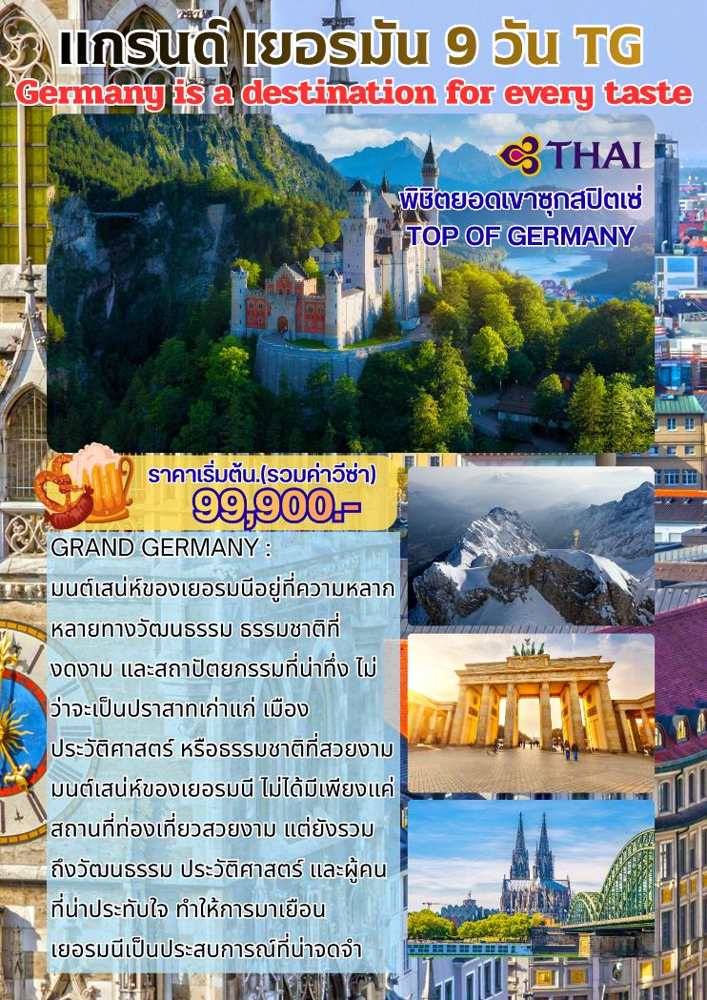 แกรนด์ เยอรมัน 9 วัน TG
Germany is a destination for every taste
THAI
พิชิตยอดเขาซุกสปิตเซ่
TOP OF GERMANY
ราคาเริ่มต้น.(รวมค่าวีซ่า)
99,900.-
GRAND GERMANY :
มนต์เสน่ห์ของเยอรมนีอยู่ที่ความหลาก
หลายทางวัฒนธรรม ธรรมชาติที่
งดงาม และสถาปัตยกรรมที่น่าทึ่ง ไม่
ว่าจะเป็นปราสาทเก่าแก่ เมือง
ประวัติศาสตร์ หรือธรรมชาติที่สวยงาม
มนต์เสน่ห์ของเยอรมนี ไม่ได้มีเพียงแค่
สถานที่ท่องเที่ยวสวยงาม แต่ยังรวม
ถึงวัฒนธรรม ประวัติศาสตร์ และผู้คน
ที่น่าประทับใจ ทำให้การมาเยือน
เยอรมนีเป็นประสบการณ์ที่น่าจดจำ